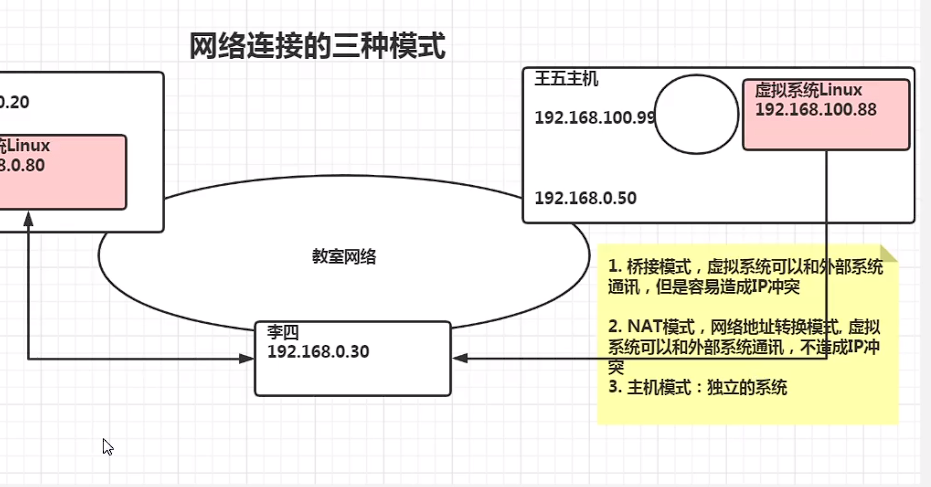 网络连接的三种模式
0.20
统Linux
8.0.80
王五主机
192.168.100.99
虚拟系统Linux
192.168.100.88
192.168.0.50
教室网络
李四
192.168.0.30
1. 桥接模式，虚拟系统可以和外部系统
通讯，但是容易造成IP冲突
2. NAT模式，网络地址转换模式, 虚拟
系统可以和外部系统通讯，不造成IP冲
突
3. 主机模式：独立的系统